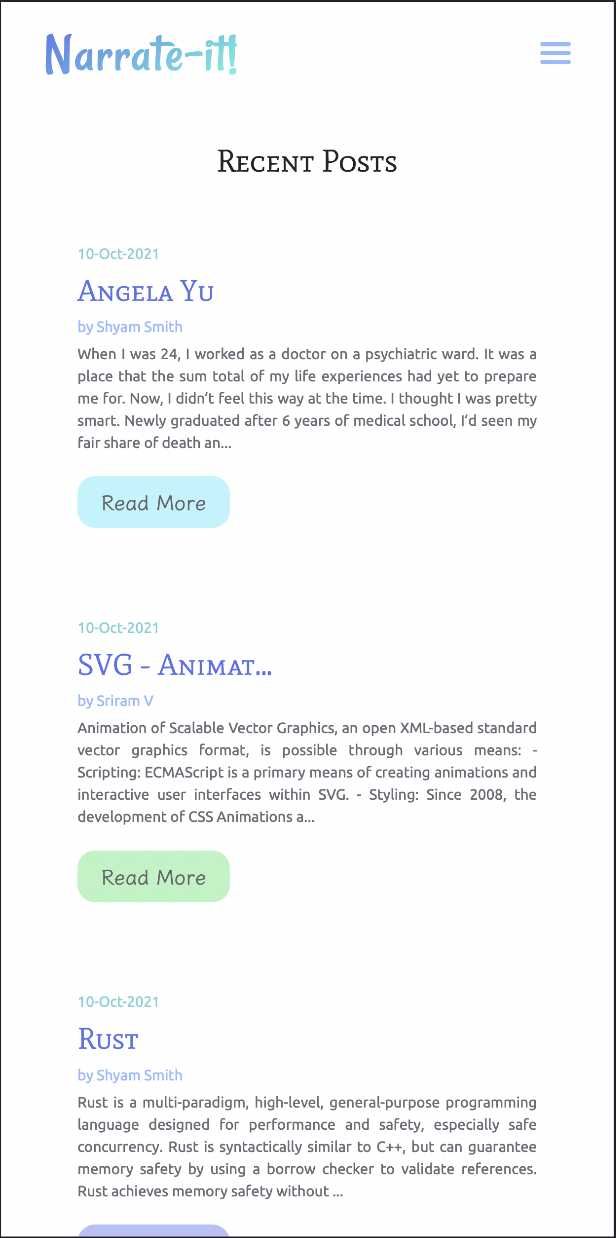 Narrate-it!
Recent Posts
10-Oct-2021
Angela Yu
by Shyam Smith
When I was 24, I worked as a doctor on a psychiatric ward. It was a
place that the sum total of my life experiences had yet to prepare
me for. Now, I didn't feel this way at the time. I thought I was pretty
smart. Newly graduated after 6 years of medical school, I'd seen my
fair share of death an...
Read More
10-Oct-2021
SVG - Animat...
by Sriram V
Animation of Scalable Vector Graphics, an open XML-based standard
vector graphics format, is possible through various means: -
Scripting: ECMAScript is a primary means of creating animations and
interactive user interfaces within SVG. - Styling: Since 2008, the
development of CSS Animations a...
Read More
10-Oct-2021
Rust
by Shyam Smith
Rust is a multi-paradigm, high-level, general-purpose programming
language designed for performance and safety, especially safe
concurrency. Rust is syntactically similar to C++, but can guarantee
memory safety by using a borrow checker to validate references.
Rust achieves memory safety without ...